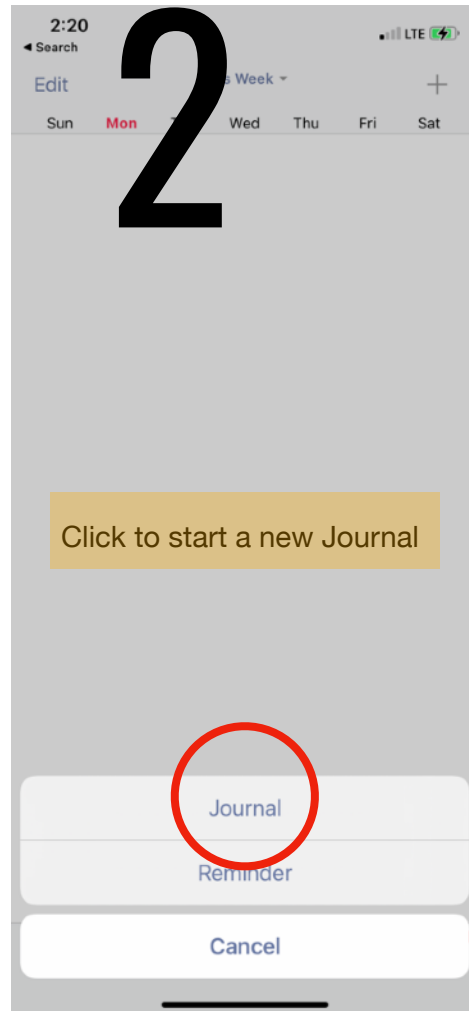 2:20
LTE
Search
2
Edit
Week
Sun Mon Wed Thu Fri Sat
Click to start a new Journal
Journal
Reminder
Cancel